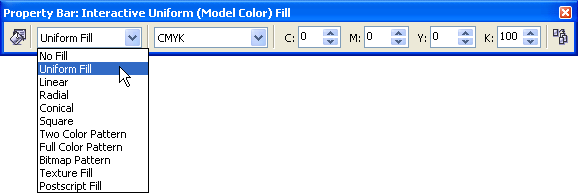 Property Bar: Interactive Uniform (Model Color) Fill
Uniform Fill CMYK C: 0 M: 0 Y: 0 K: 100
No Fill
Uniform Fill
Linear
Radial
Conical
Square
Two Color Pattern
Full Color Pattern
Bitmap Pattern
Texture Fill
Postscript Fill